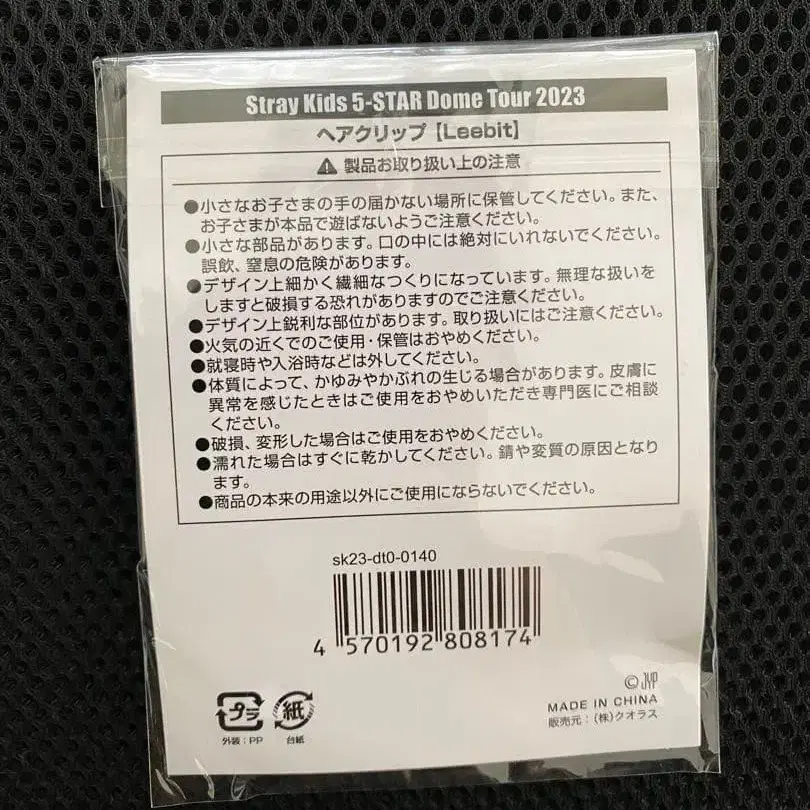 Stray Kids 5-STAR Dome Tour 2023
ヘアクリップ【Leebit】
⚠ 製品お取り扱い上の注意
●小さなお子さまの手の届かない場所に保管してください。また、
お子さまが本品で遊ばないようご注意ください。
●小さな部品があります。口の中には絶対にいれないでください。
誤飲、窒息の危険があります。
●デザイン上細かく繊細なつくりになっています。無理な扱いを
しますと破損する恐れがありますのでご注意ください。
●デザイン上鋭利な部位があります。取り扱いにはご注意ください。
●火気の近くでのご使用・保管はおやめください。
●就寝時や入浴時などは外してください。
●体質によって、かゆみやかぶれの生じる場合があります。皮膚に
異常を感じたときはご使用をおやめいただき専門医にご相談
ください。
●破損、変形した場合はご使用をおやめください。
●濡れた場合はすぐに乾かしてください。錆や変質の原因となり
ます。
●商品の本来の用途以外にご使用にならないでください。
sk23-dt0-0140
4 570192 808174
プラ 紙
外装：PP 台紙
©JYP
MADE IN CHINA
販売元：(株)クオラス